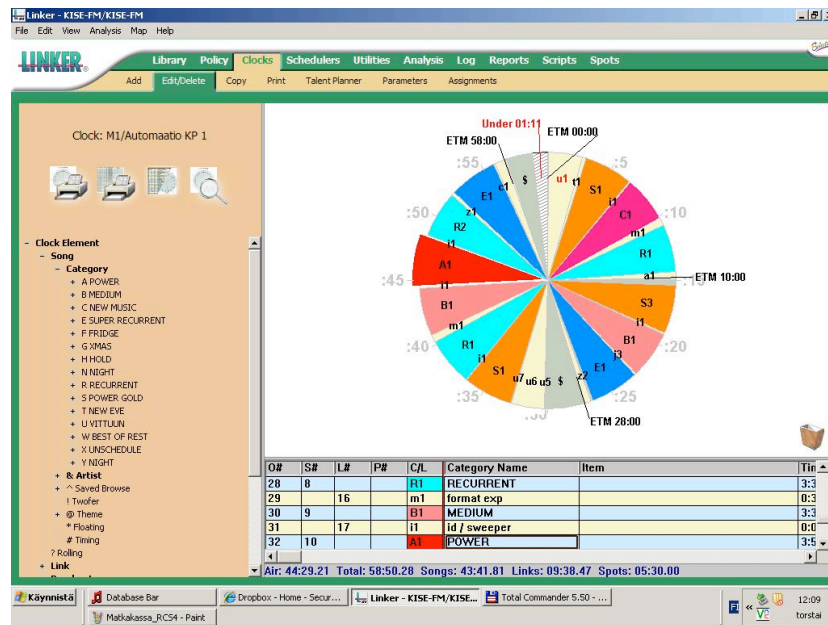 Linker - KISE-FM/KISE-FM
File Edit View Analysis Map Help
LINKER
Library Policy Clocks Schedulers Utilities Analysis Log Reports Scripts Spots
Add Edit/Delete Copy Print Talent Planner Parameters Assignments
Clock: M1/Automaatio KP 1
- Clock Element
- Song
- Category
+ A POWER
+ B MEDIUM
+ C NEW MUSIC
+ E SUPER RECURRENT
+ F FRIDGE
+ G XMAS
+ H HOLD
+ N NIGHT
+ R RECURRENT
+ S POWER GOLD
+ T NEW EVE
+ U VITTUUN
+ W BEST OF REST
+ X UNSCHEDULE
+ Y NIGHT
+ & Artist
+ ^ Saved Browse
! Twofer
+ @ Theme
* Floating
# Timing
? Rolling
+ Link
Under 01:11
ETM 00:00
ETM 58:00
:55
:5
:50
:10
:45
ETM 10:00
:40
:20
:35
:25
ETM 28:00
u1
t1
S1
i1
C1
m1
R1
a1
S3
i1
B1
j3
E1
z2
$
u5
u6
u7
S1
i1
R1
m1
B1
i1
A1
i1
R2
z1
E1
c1
$
O# S# L# P# C/L Category Name Item Tin
28 8 R1 RECURRENT 3:3
29 16 m1 format exp 0:3
30 9 B1 MEDIUM 3:3
31 17 i1 id / sweeper 0:0
32 10 A1 POWER 3:5
Air: 44:29.21 Total: 58:50.28 Songs: 43:41.81 Links: 09:38.47 Spots: 05:30.00
Käynnistä
Database Bar
Dropbox - Home - Secur...
Linker - KISE-FM/KISE...
Total Commander 5.50 - ...
Matkakassa_RCS4 - Paint
FI
«
12:09
torstai